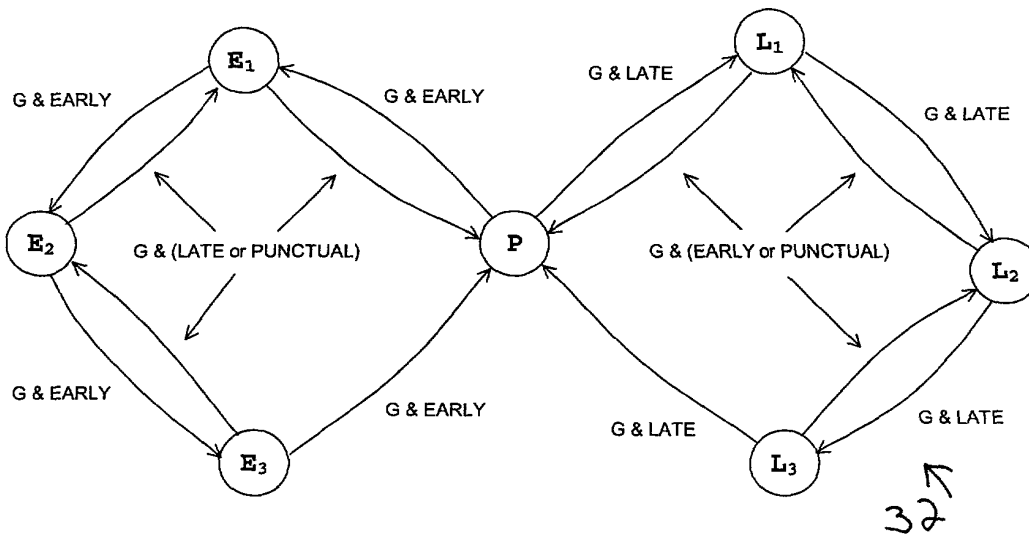 E₁
L₁
G & EARLY
G & EARLY
G & LATE
G & LATE
E₂
G & (LATE or PUNCTUAL)
P
G & (EARLY or PUNCTUAL)
L₂
G & EARLY
G & EARLY
G & LATE
G & LATE
E₃
L₃
32